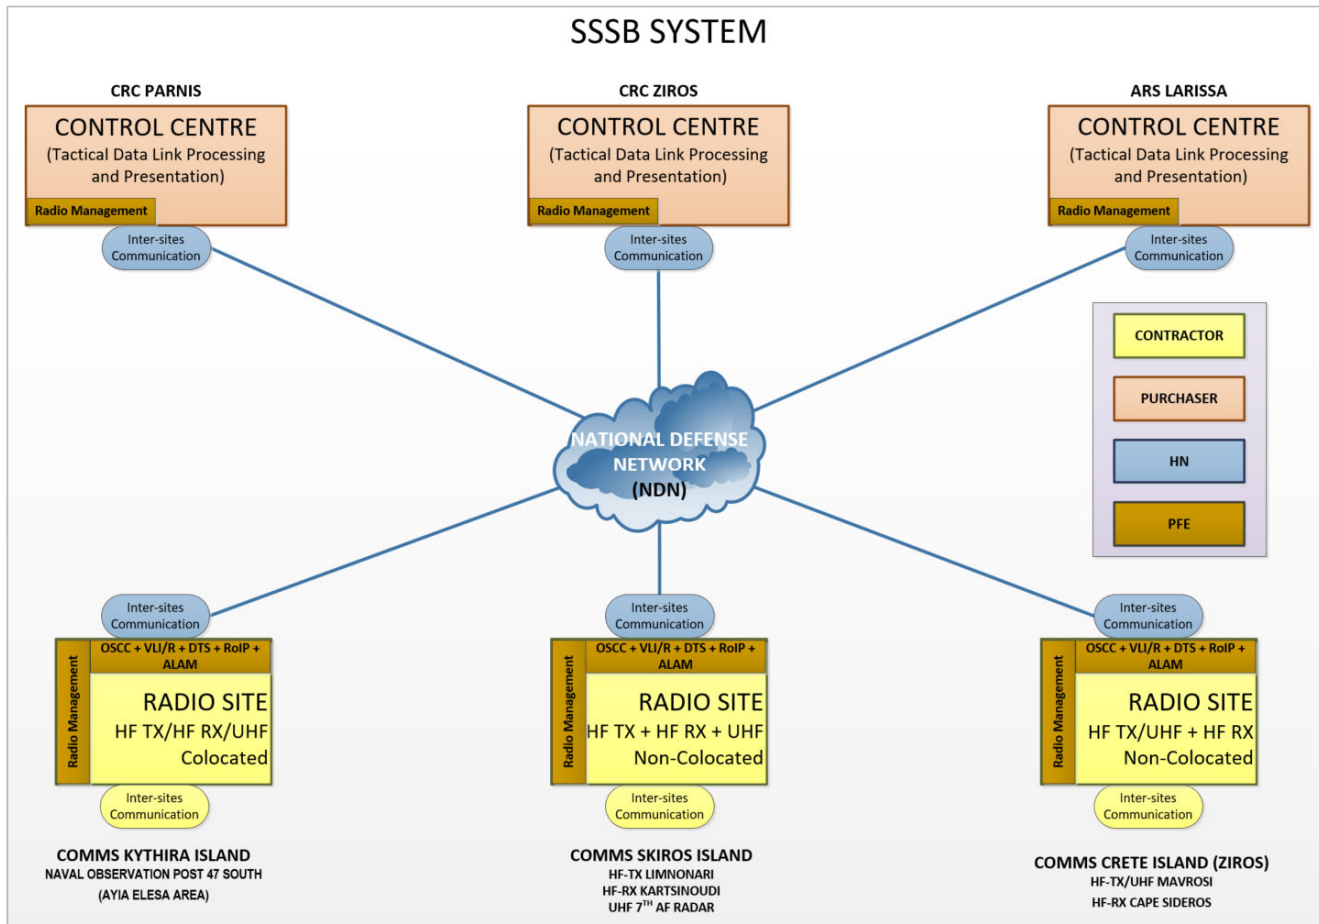 SSSB SYSTEM
CRC PARNIS
CONTROL CENTRE
(Tactical Data Link Processing
and Presentation)
Radio Management
Inter-sites
Communication
CRC ZIROS
CONTROL CENTRE
(Tactical Data Link Processing
and Presentation)
Radio Management
Inter-sites
Communication
ARS LARISSA
CONTROL CENTRE
(Tactical Data Link Processing
and Presentation)
Radio Management
Inter-sites
Communication
CONTRACTOR
PURCHASER
HN
PFE
NATIONAL DEFENSE
NETWORK
(NDN)
Inter-sites
Communication
Radio Management
OSCC + VLI/R + DTS + RoIP +
ALAM
RADIO SITE
HF TX/HF RX/UHF
Colocated
Inter-sites
Communication
COMMS KYTHIRA ISLAND
NAVAL OBSERVATION POST 47 SOUTH
(AYIA ELESA AREA)
Inter-sites
Communication
Radio Management
OSCC + VLI/R + DTS + RoIP +
ALAM
RADIO SITE
HF TX + HF RX + UHF
Non-Colocated
Inter-sites
Communication
COMMS SKIROS ISLAND
HF-TX LIMNONARI
HF-RX KARTSINOUDI
UHF 7TH AF RADAR
Inter-sites
Communication
Radio Management
OSCC + VLI/R + DTS + RoIP +
ALAM
RADIO SITE
HF TX/UHF + HF RX
Non-Colocated
Inter-sites
Communication
COMMS CRETE ISLAND (ZIROS)
HF-TX/UHF MAVROSI
HF-RX CAPE SIDEROS